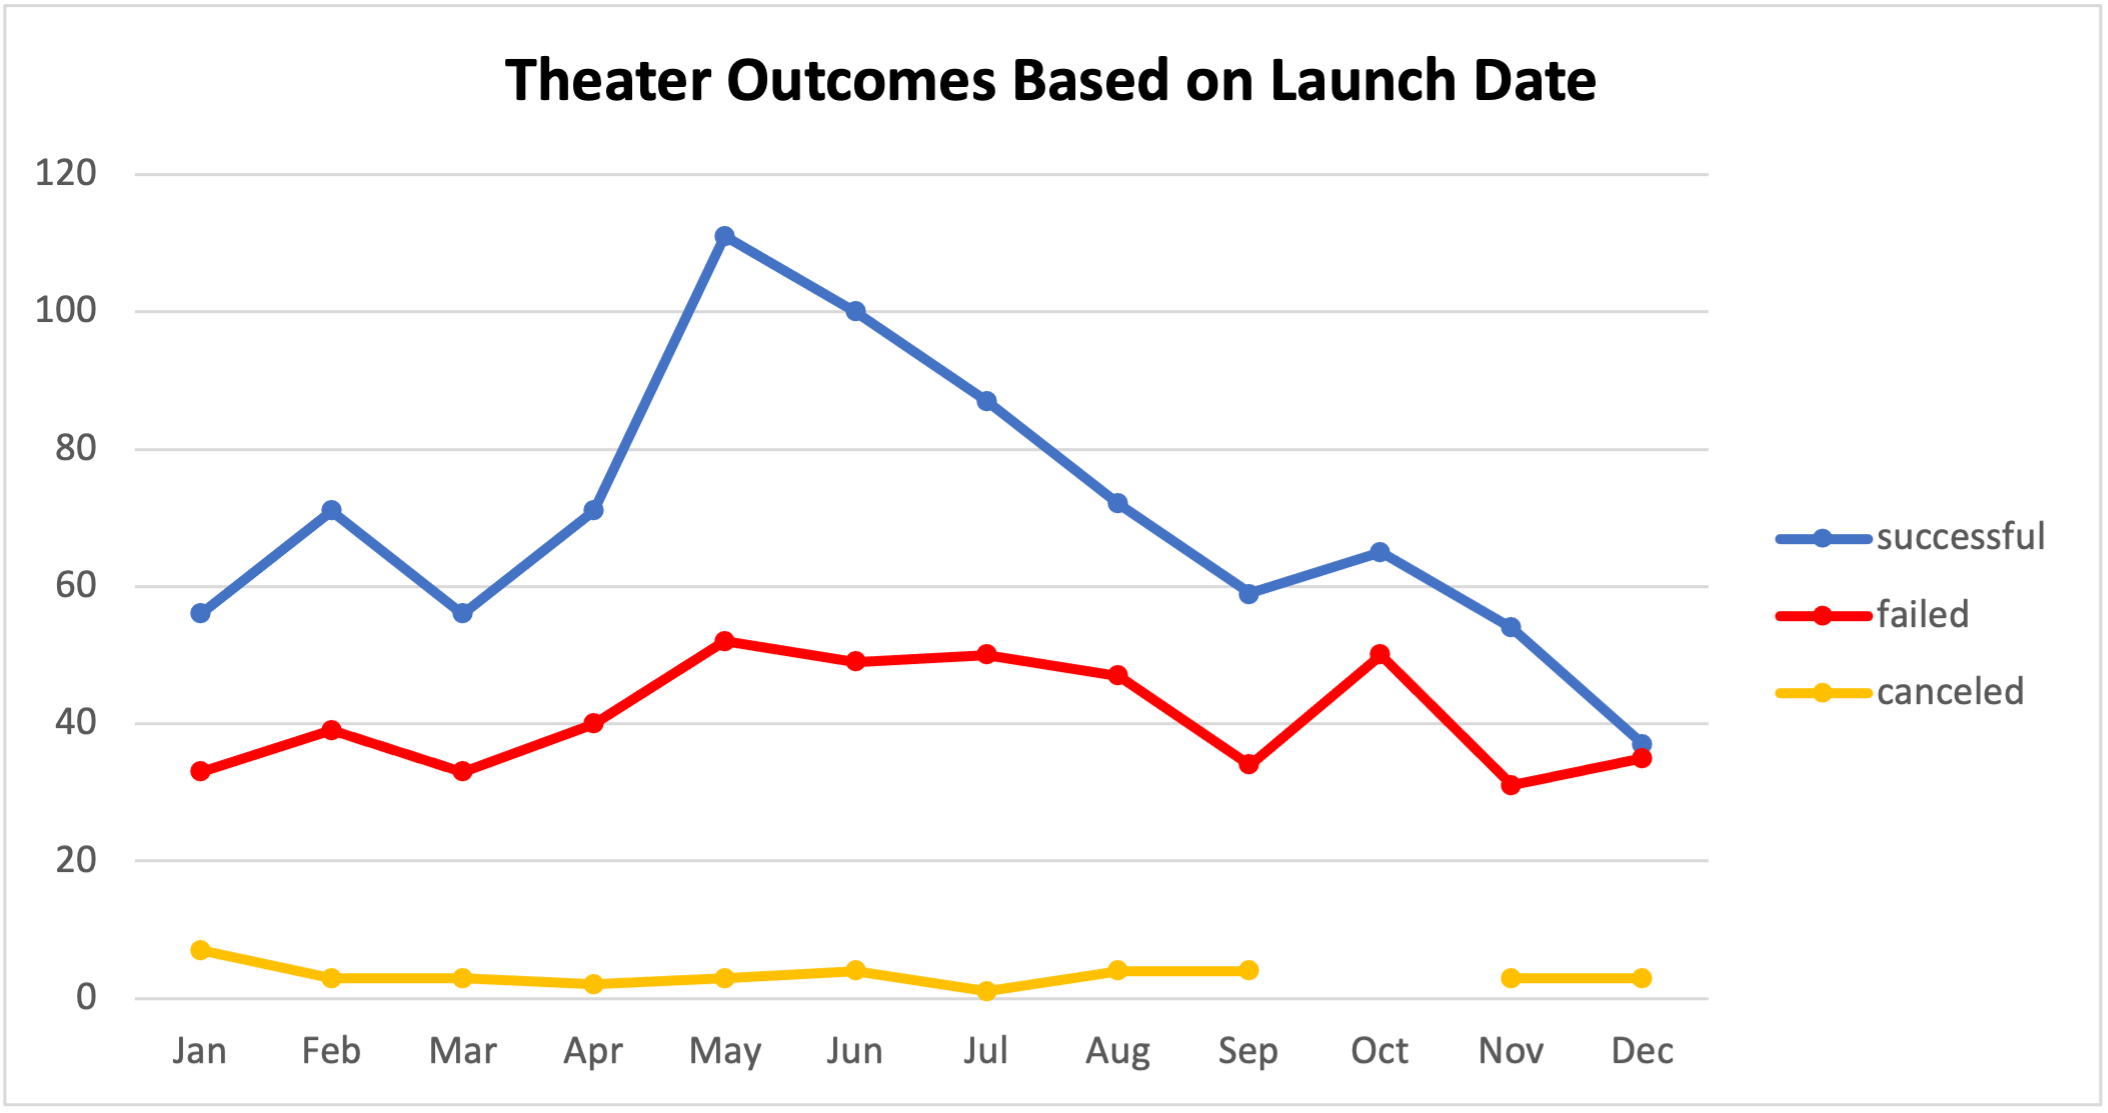 Theater Outcomes Based on Launch Date
120
100
80
60
40
20
0
Jan Feb Mar Apr May Jun Jul Aug Sep Oct Nov Dec
successful
failed
canceled